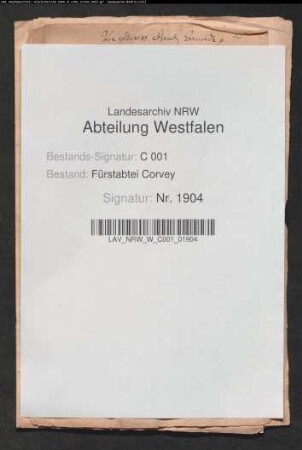 Landesarchiv NRW
Abteilung Westfalen
Bestands-Signatur: C 001
Bestand: Fürstabtei Corvey
Signatur: Nr. 1904
LAV_NRW_W_C001_01904